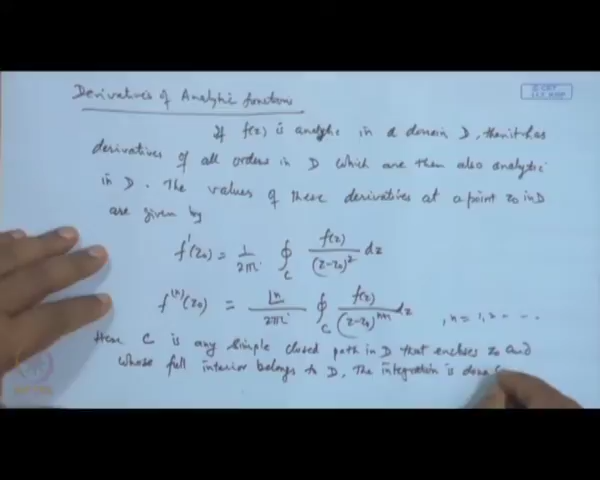 Derivatives of Analytic functions
If f(z) is analytic in a domain D, then it has
derivatives of all orders in D which are then also analytic
in D. The values of these derivatives at a point z0 in D
are given by
f'(z0) = 1/2πi ∮C f(z)/(z-z0)^2 dz
f^(n)(z0) = ⌊n/2πi ∮C f(z)/(z-z0)^(n+1) dz , n = 1, 2 - - - -
Here C is any simple closed path in D that encloses z0 and
whose full interior belongs to D. The integration is done